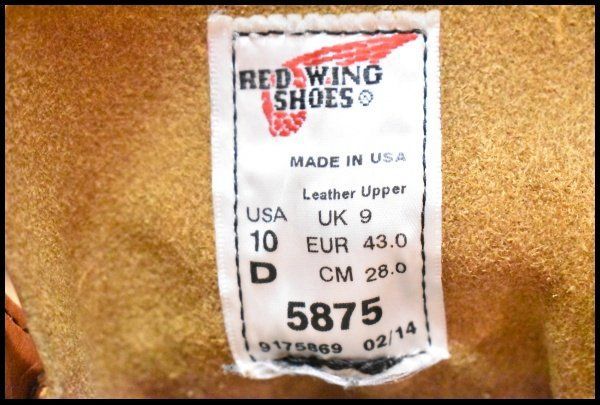 RED WING
SHOES®
MADE IN USA
Leather Upper
USA UK 9
10 EUR 43.0
D CM 28.0
5875
9175869 02/14